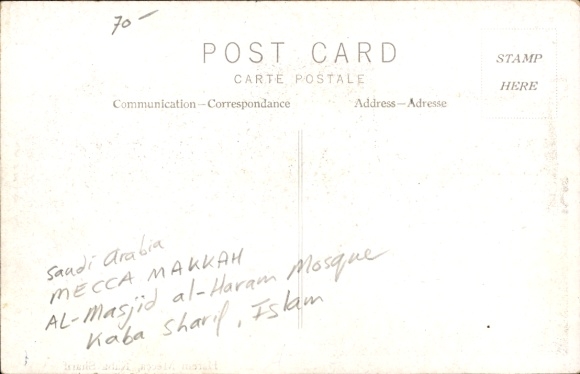 70-
POST CARD
CARTE POSTALE
Communication—Correspondance
Address—Adresse
STAMP
HERE
Saudi Arabia
MECCA MAKKAH
AL-Masjid al-Haram Mosque
Kaba Sharif, Islam